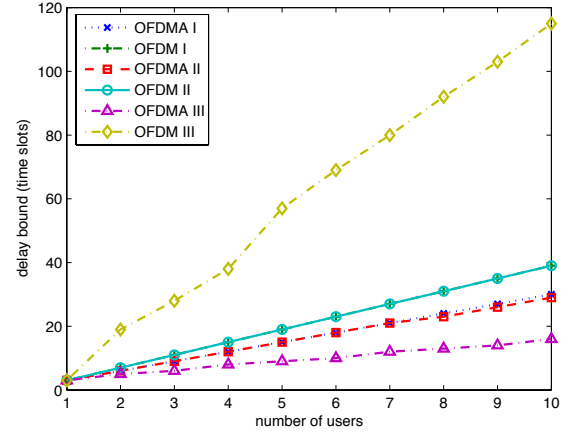 120
100
80
60
40
20
0
delay bound (time slots)
OFDMA I
OFDM I
OFDMA II
OFDM II
OFDMA III
OFDM III
1 2 3 4 5 6 7 8 9 10
number of users